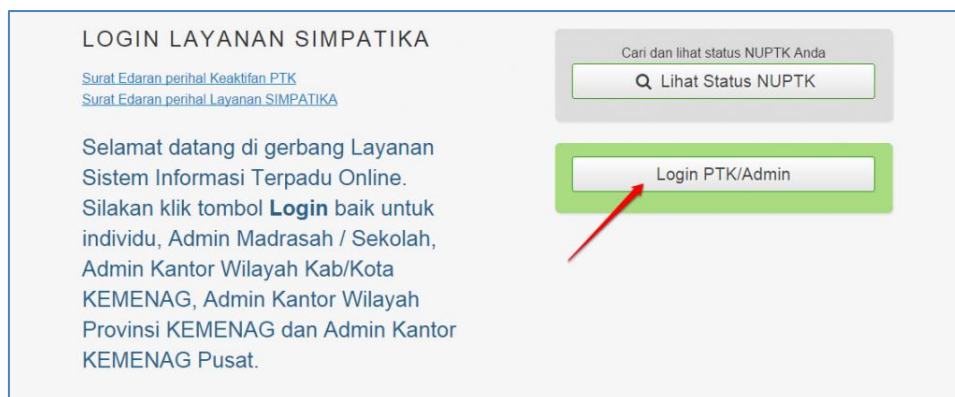 LOGIN LAYANAN SIMPATIKA
Surat Edaran perihal Keaktifan PTK
Surat Edaran perihal Layanan SIMPATIKA
Selamat datang di gerbang Layanan
Sistem Informasi Terpadu Online.
Silakan klik tombol Login baik untuk
individu, Admin Madrasah / Sekolah,
Admin Kantor Wilayah Kab/Kota
KEMENAG, Admin Kantor Wilayah
Provinsi KEMENAG dan Admin Kantor
KEMENAG Pusat.
Cari dan lihat status NUPTK Anda
Lihat Status NUPTK
Login PTK/Admin